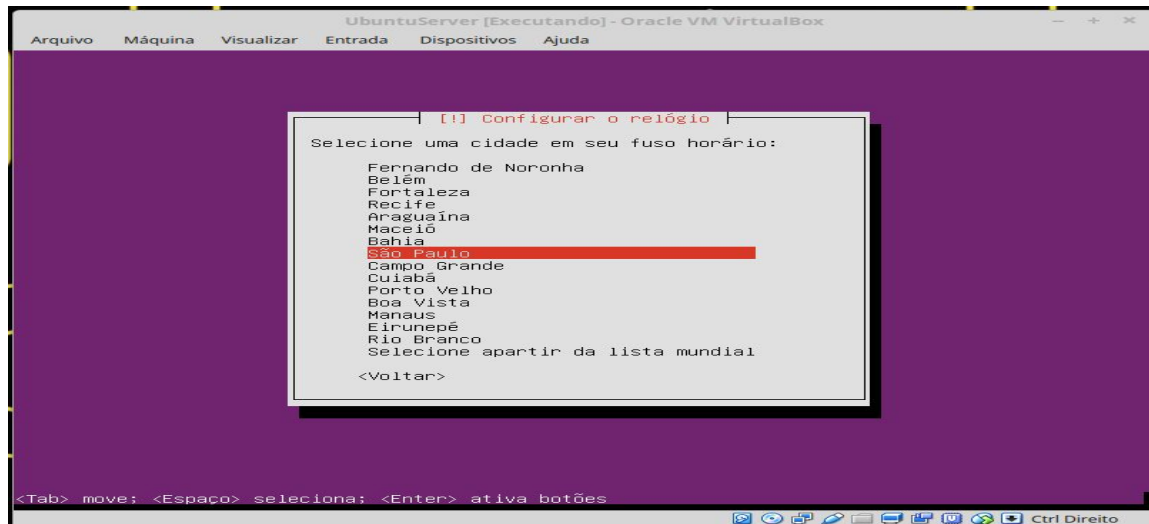 UbuntuServer [Executando] - Oracle VM VirtualBox
Arquivo Máquina Visualizar Entrada Dispositivos Ajuda
[!] Configurar o relógio
Selecione uma cidade em seu fuso horário:
Fernando de Noronha
Belém
Fortaleza
Recife
Araguaína
Maceió
Bahia
São Paulo
Campo Grande
Cuiabá
Porto Velho
Boa Vista
Manaus
Eirunepé
Rio Branco
Selecione apartir da lista mundial
<Voltar>
<Tab> move; <Espaço> seleciona; <Enter> ativa botões
Ctrl Direito